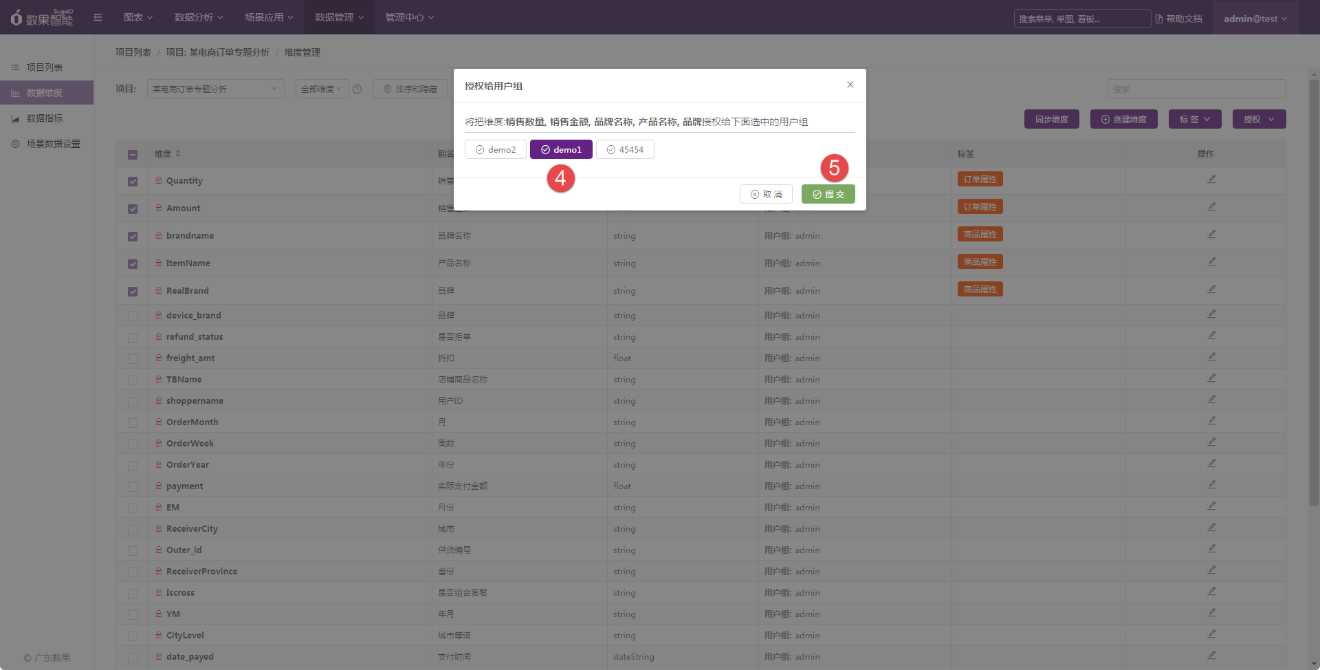 数果智能 SugoIO 图表 数据分析 场景应用 数据管理 管理中心 搜索菜单, 单图, 看板... 帮助文档 admin@test
项目列表 / 项目: 某电商订单专题分析 / 维度管理
项目列表
数据维度
数据指标
场景数据设置
项目: 某电商订单专题分析 全部维度 排序和隐藏 搜索
同步维度 创建维度 标 签 授权
授权给用户组
将把维度:销售数量, 销售金额, 品牌名称, 产品名称, 品牌授权给下面选中的用户组
demo2 demo1 45454
4
5
取 消 提 交
维度 别名 标签 操作
Quantity 销售 订单属性
Amount 订单属性
brandname 品牌名称 string 用户组: admin 商品属性
ItemName 产品名称 string 用户组: admin 商品属性
RealBrand 品牌 string 用户组: admin 商品属性
device_brand 品牌 string 用户组: admin
refund_status 是否拒单 string 用户组: admin
freight_amt 折扣 float 用户组: admin
TBName 店铺商品名称 string 用户组: admin
shoppername 用户ID string 用户组: admin
OrderMonth 月 string 用户组: admin
OrderWeek 周数 string 用户组: admin
OrderYear 年份 string 用户组: admin
payment 实际支付金额 float 用户组: admin
EM 月份 string 用户组: admin
ReceiverCity 城市 string 用户组: admin
Outer_id 供货编号 string 用户组: admin
ReceiverProvince 省份 string 用户组: admin
Iscross 是否组合套餐 string 用户组: admin
YM 年月 string 用户组: admin
CityLevel 城市等级 string 用户组: admin
date_payed 支付时间 dateString 用户组: admin
© 广东数果